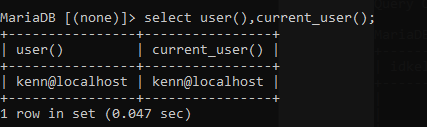 MariaDB [(none)]> select user(),current_user();
+----------------+----------------+
| user()         | current_user() |
+----------------+----------------+
| kenn@localhost | kenn@localhost |
+----------------+----------------+
1 row in set (0.047 sec)